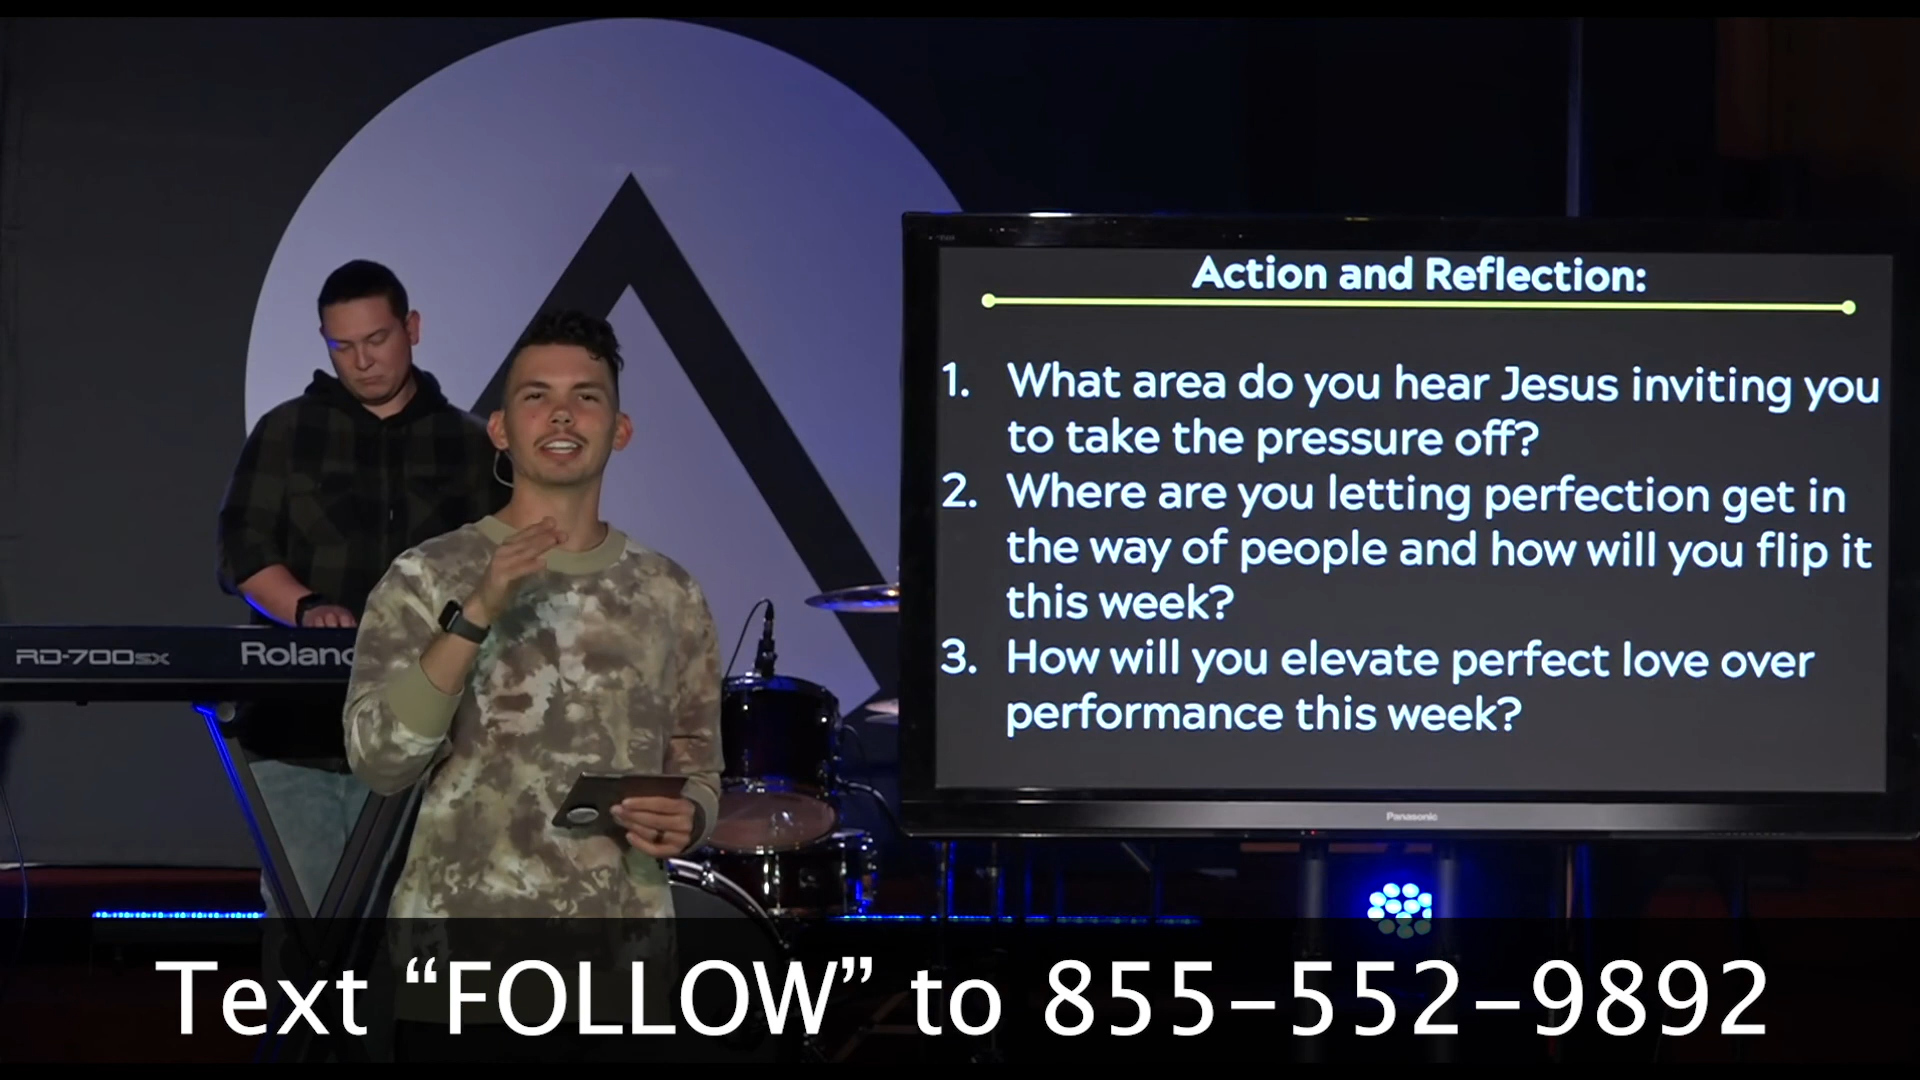 Action and Reflection:
1. What area do you hear Jesus inviting you
to take the pressure off?
2. Where are you letting perfection get in
the way of people and how will you flip it
this week?
3. How will you elevate perfect love over
performance this week?
Panasonic
RD-700SX Roland
Text “FOLLOW” to 855-552-9892